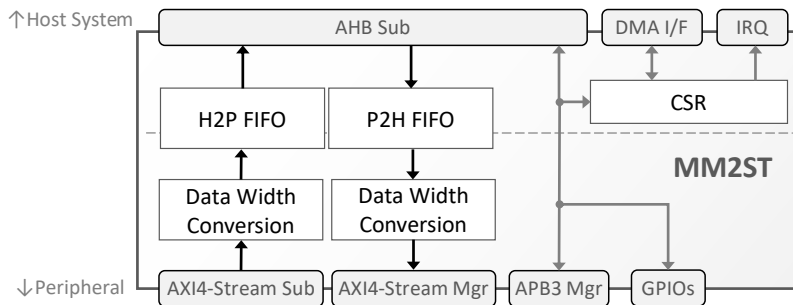 ↑Host System
AHB Sub
DMA I/F
IRQ
H2P FIFO
P2H FIFO
CSR
MM2ST
Data Width
Conversion
Data Width
Conversion
↓Peripheral
AXI4-Stream Sub
AXI4-Stream Mgr
APB3 Mgr
GPIOs